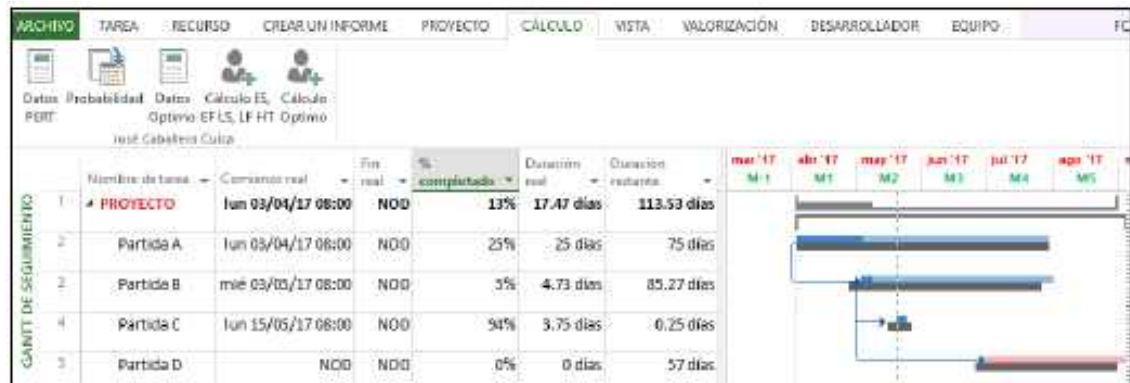 ARCHIVO TAREA RECURSO CREAR UN INFORME PROYECTO CÁLCULO VISTA VALORIZACIÓN DESARROLLADOR EQUIPO FO
Datos Probabilidad Datos Cálculo ES, Cálculo
PERT Optimo EF LS, LF HT Optimo
José Caballero
Fin % Duración Duración mar '17 abr '17 may '17 jun '17 jul '17 ago '17
Nombre de tarea Comienzo real real completado real restante M-1 M1 M2 M3 M4 M5
1 PROYECTO lun 03/04/17 08:00 NOD 13% 17.47 días 113.53 días
2 Partida A lun 03/04/17 08:00 NOD 25% 25 días 75 días
Partida B mié 03/05/17 08:00 NOD 5% 4.73 días 85.27 días
4 Partida C lun 15/05/17 08:00 NOD 94% 3.75 días 0.25 días
Partida D NOD NOD 0% 0 días 57 días
GANTT DE SEGUIMIENTO